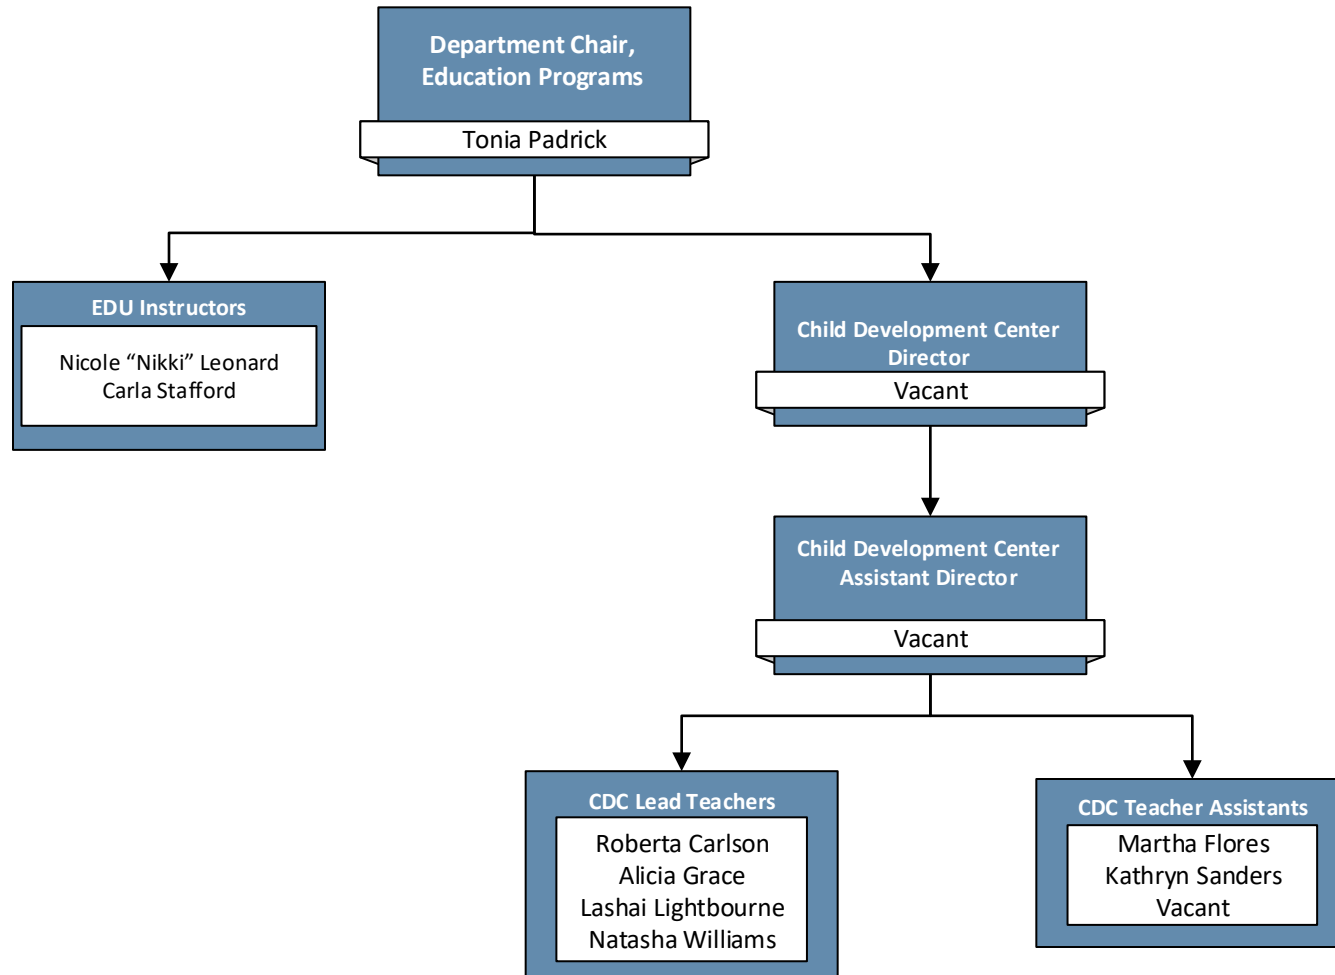 Department Chair,
Education Programs
Tonia Padrick
EDU Instructors
Nicole “Nikki” Leonard
Carla Stafford
Child Development Center
Director
Vacant
Child Development Center
Assistant Director
Vacant
CDC Lead Teachers
Roberta Carlson
Alicia Grace
Lashai Lightbourne
Natasha Williams
CDC Teacher Assistants
Martha Flores
Kathryn Sanders
Vacant